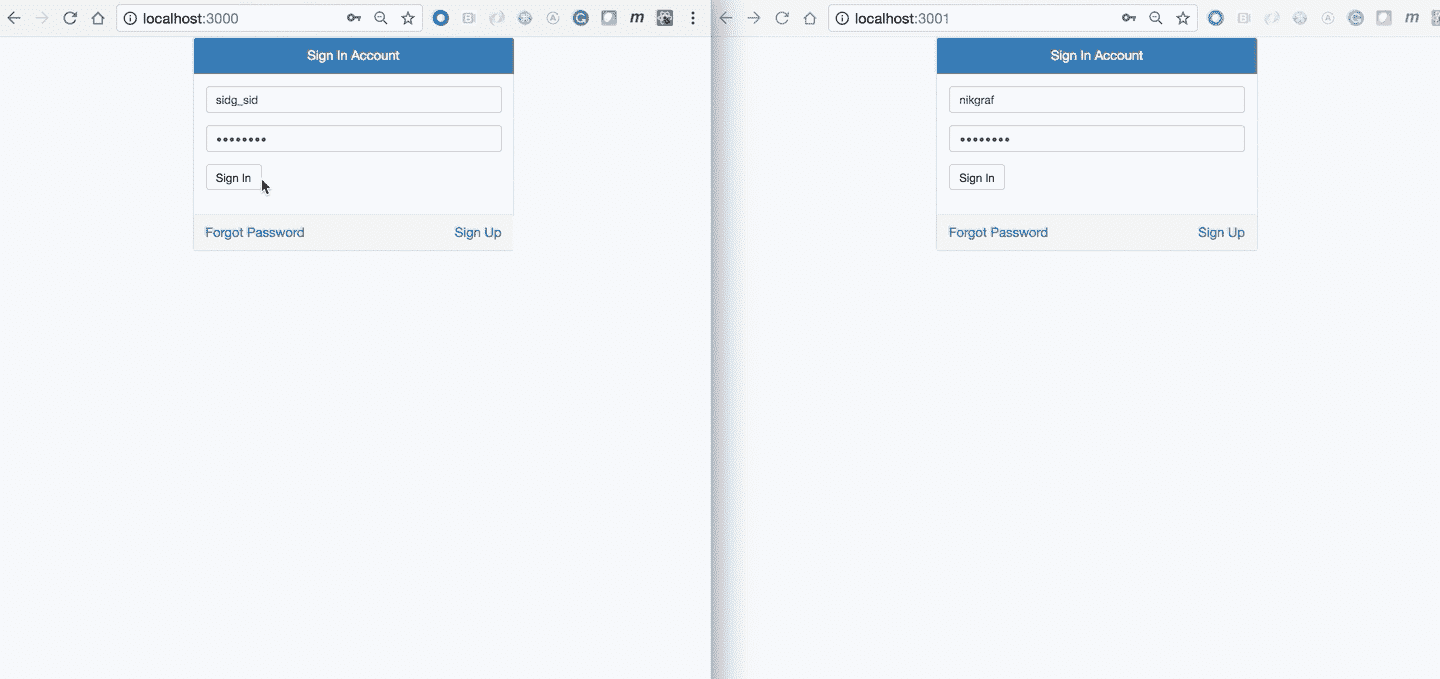 localhost:3000
Sign In Account
sidg_sid
••••••••
Sign In
Forgot Password
Sign Up
localhost:3001
Sign In Account
nikgraf
••••••••
Sign In
Forgot Password
Sign Up